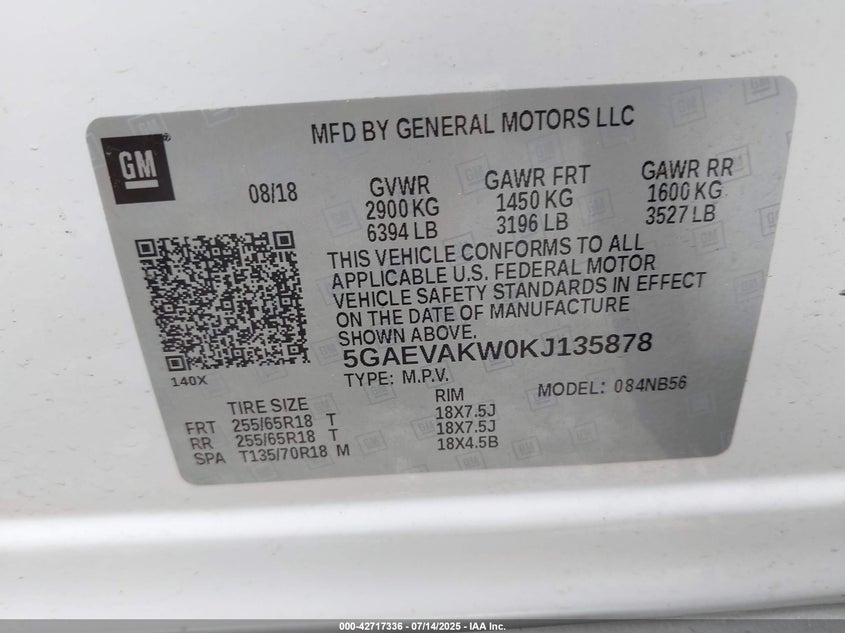 MFD BY GENERAL MOTORS LLC
GM
08/18
GVWR
2900 KG
6394 LB
GAWR FRT
1450 KG
3196 LB
GAWR RR
1600 KG
3527 LB
THIS VEHICLE CONFORMS TO ALL
APPLICABLE U.S. FEDERAL MOTOR
VEHICLE SAFETY STANDARDS IN EFFECT
ON THE DATE OF MANUFACTURE
SHOWN ABOVE.
5GAEVAKW0KJ135878
140X
TYPE: M.P.V.
MODEL: 084NB56
TIRE SIZE
RIM
FRT 255/65R18 T 18X7.5J
RR 255/65R18 T 18X7.5J
SPA T135/70R18 M 18X4.5B
000-42717336 - 07/14/2025 - IAA Inc.